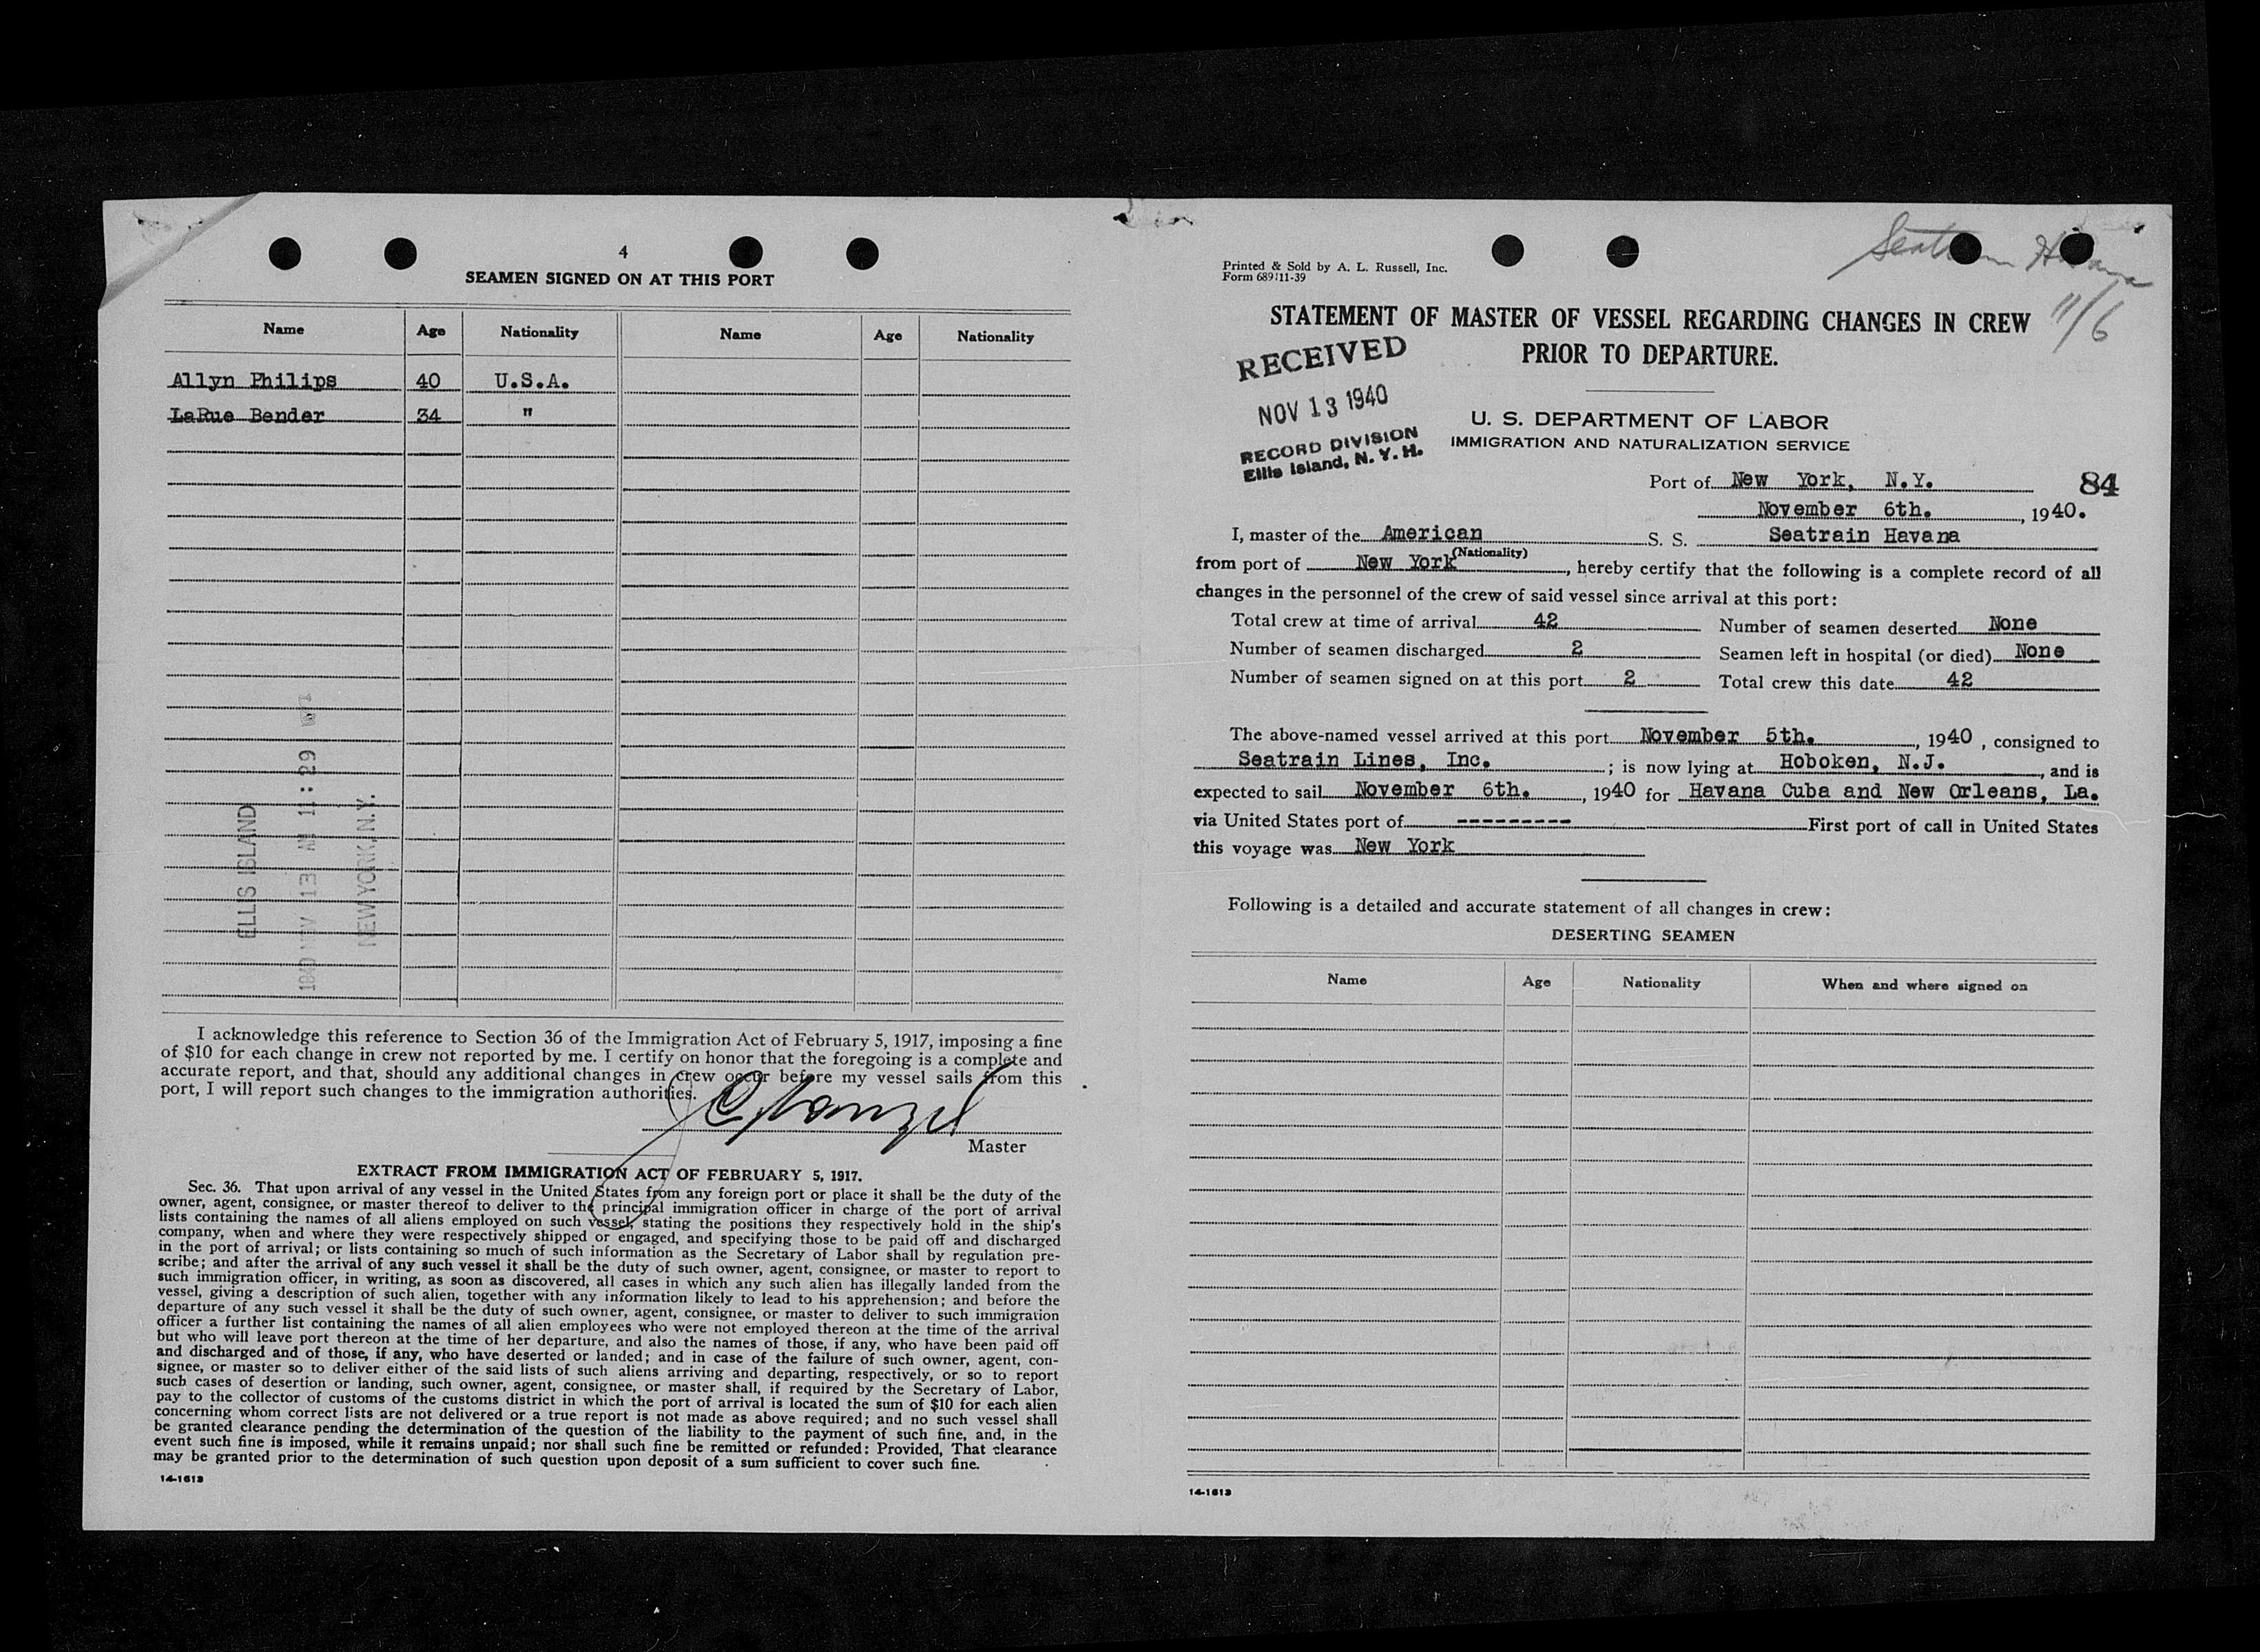 4
SEAMEN SIGNED ON AT THIS PORT
Name Age Nationality Name Age Nationality
Allyn Philips 40 U.S.A.
LaRue Bender 34 "
ELLIS ISLAND
1940 NOV 13 AM 11:29
NEW YORK, N.Y.
I acknowledge this reference to Section 36 of the Immigration Act of February 5, 1917, imposing a fine
of $10 for each change in crew not reported by me. I certify on honor that the foregoing is a complete and
accurate report, and that, should any additional changes in crew occur before my vessel sails from this
port, I will report such changes to the immigration authorities.
Master
EXTRACT FROM IMMIGRATION ACT OF FEBRUARY 5, 1917.
Sec. 36. That upon arrival of any vessel in the United States from any foreign port or place it shall be the duty of the
owner, agent, consignee, or master thereof to deliver to the principal immigration officer in charge of the port of arrival
lists containing the names of all aliens employed on such vessel, stating the positions they respectively hold in the ship's
company, when and where they were respectively shipped or engaged, and specifying those to be paid off and discharged
in the port of arrival; or lists containing so much of such information as the Secretary of Labor shall by regulation pre-
scribe; and after the arrival of any such vessel it shall be the duty of such owner, agent, consignee, or master to report to
such immigration officer, in writing, as soon as discovered, all cases in which any such alien has illegally landed from the
vessel, giving a description of such alien, together with any information likely to lead to his apprehension; and before the
departure of any such vessel it shall be the duty of such owner, agent, consignee, or master to deliver to such immigration
officer a further list containing the names of all alien employees who were not employed thereon at the time of the arrival
but who will leave port thereon at the time of her departure, and also the names of those, if any, who have been paid off
and discharged and of those, if any, who have deserted or landed; and in case of the failure of such owner, agent, con-
signee, or master so to deliver either of the said lists of such aliens arriving and departing, respectively, or so to report
such cases of desertion or landing, such owner, agent, consignee, or master shall, if required by the Secretary of Labor,
pay to the collector of customs of the customs district in which the port of arrival is located the sum of $10 for each alien
concerning whom correct lists are not delivered or a true report is not made as above required; and no such vessel shall
be granted clearance pending the determination of the question of the liability to the payment of such fine, and, in the
event such fine is imposed, while it remains unpaid; nor shall such fine be remitted or refunded: Provided, That clearance
may be granted prior to the determination of such question upon deposit of a sum sufficient to cover such fine.
14-1613
Seatrain Havana
11/6
Printed & Sold by A. L. Russell, Inc.
Form 689 11-39
STATEMENT OF MASTER OF VESSEL REGARDING CHANGES IN CREW
PRIOR TO DEPARTURE.
RECEIVED
NOV 13 1940
RECORD DIVISION
Ellis Island, N. Y. H.
U. S. DEPARTMENT OF LABOR
IMMIGRATION AND NATURALIZATION SERVICE
Port of New York, N.Y. 84
November 6th., 1940.
I, master of the American S. S. Seatrain Havana
(Nationality)
from port of New York, hereby certify that the following is a complete record of all
changes in the personnel of the crew of said vessel since arrival at this port:
Total crew at time of arrival 42 Number of seamen deserted None
Number of seamen discharged 2 Seamen left in hospital (or died) None
Number of seamen signed on at this port 2 Total crew this date 42
The above-named vessel arrived at this port November 5th., 1940, consigned to
Seatrain Lines, Inc.; is now lying at Hoboken, N.J., and is
expected to sail November 6th., 1940 for Havana Cuba and New Orleans, La.
via United States port of --------- First port of call in United States
this voyage was New York
Following is a detailed and accurate statement of all changes in crew:
DESERTING SEAMEN
Name Age Nationality When and where signed on
14-1613